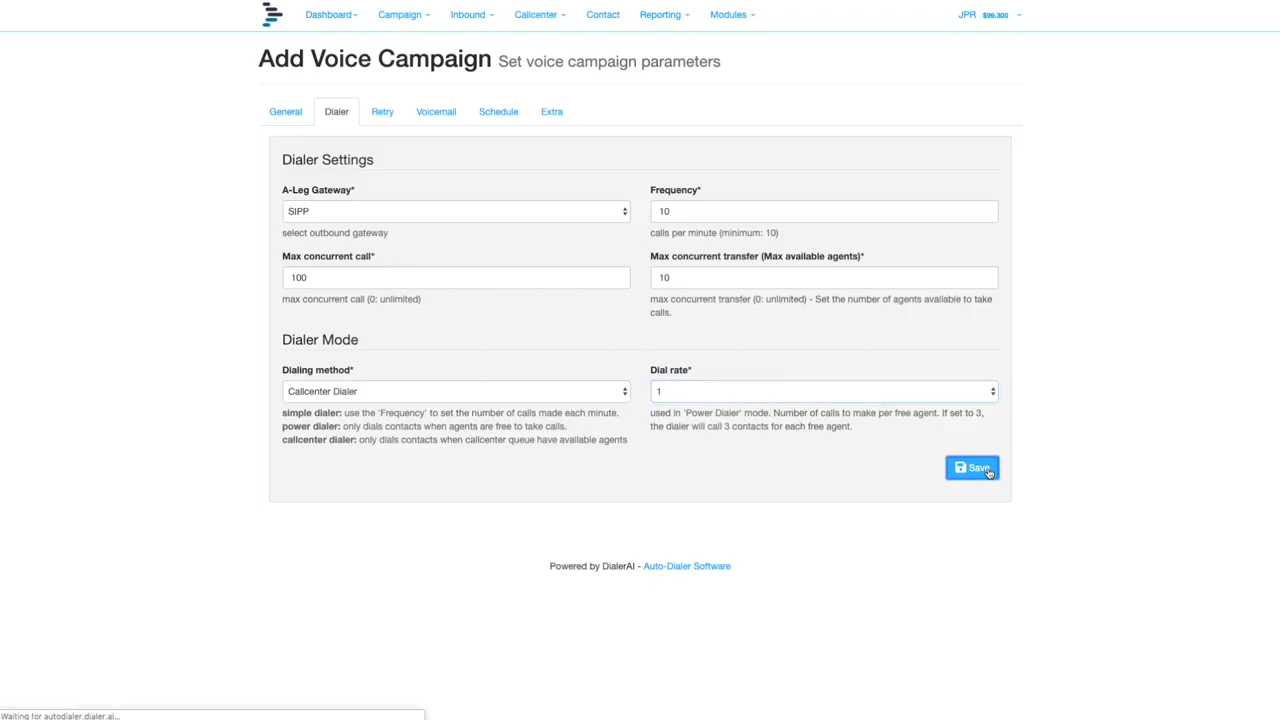 Dashboard Campaign Inbound Callcenter Contact Reporting Modules JPR $99.300
Add Voice Campaign Set voice campaign parameters
General Dialer Retry Voicemail Schedule Extra
Dialer Settings
A-Leg Gateway* Frequency*
SIPP 10
select outbound gateway calls per minute (minimum: 10)
Max concurrent call* Max concurrent transfer (Max available agents)*
100 10
max concurrent call (0: unlimited) max concurrent transfer (0: unlimited) - Set the number of agents available to take
calls.
Dialer Mode
Dialing method* Dial rate*
Callcenter Dialer 1
simple dialer: use the 'Frequency' to set the number of calls made each minute. used in 'Power Dialer' mode. Number of calls to make per free agent. If set to 3,
power dialer: only dials contacts when agents are free to take calls. the dialer will call 3 contacts for each free agent.
callcenter dialer: only dials contacts when callcenter queue have available agents
Save
Powered by DialerAI - Auto-Dialer Software
Waiting for autodialer.dialer.ai...